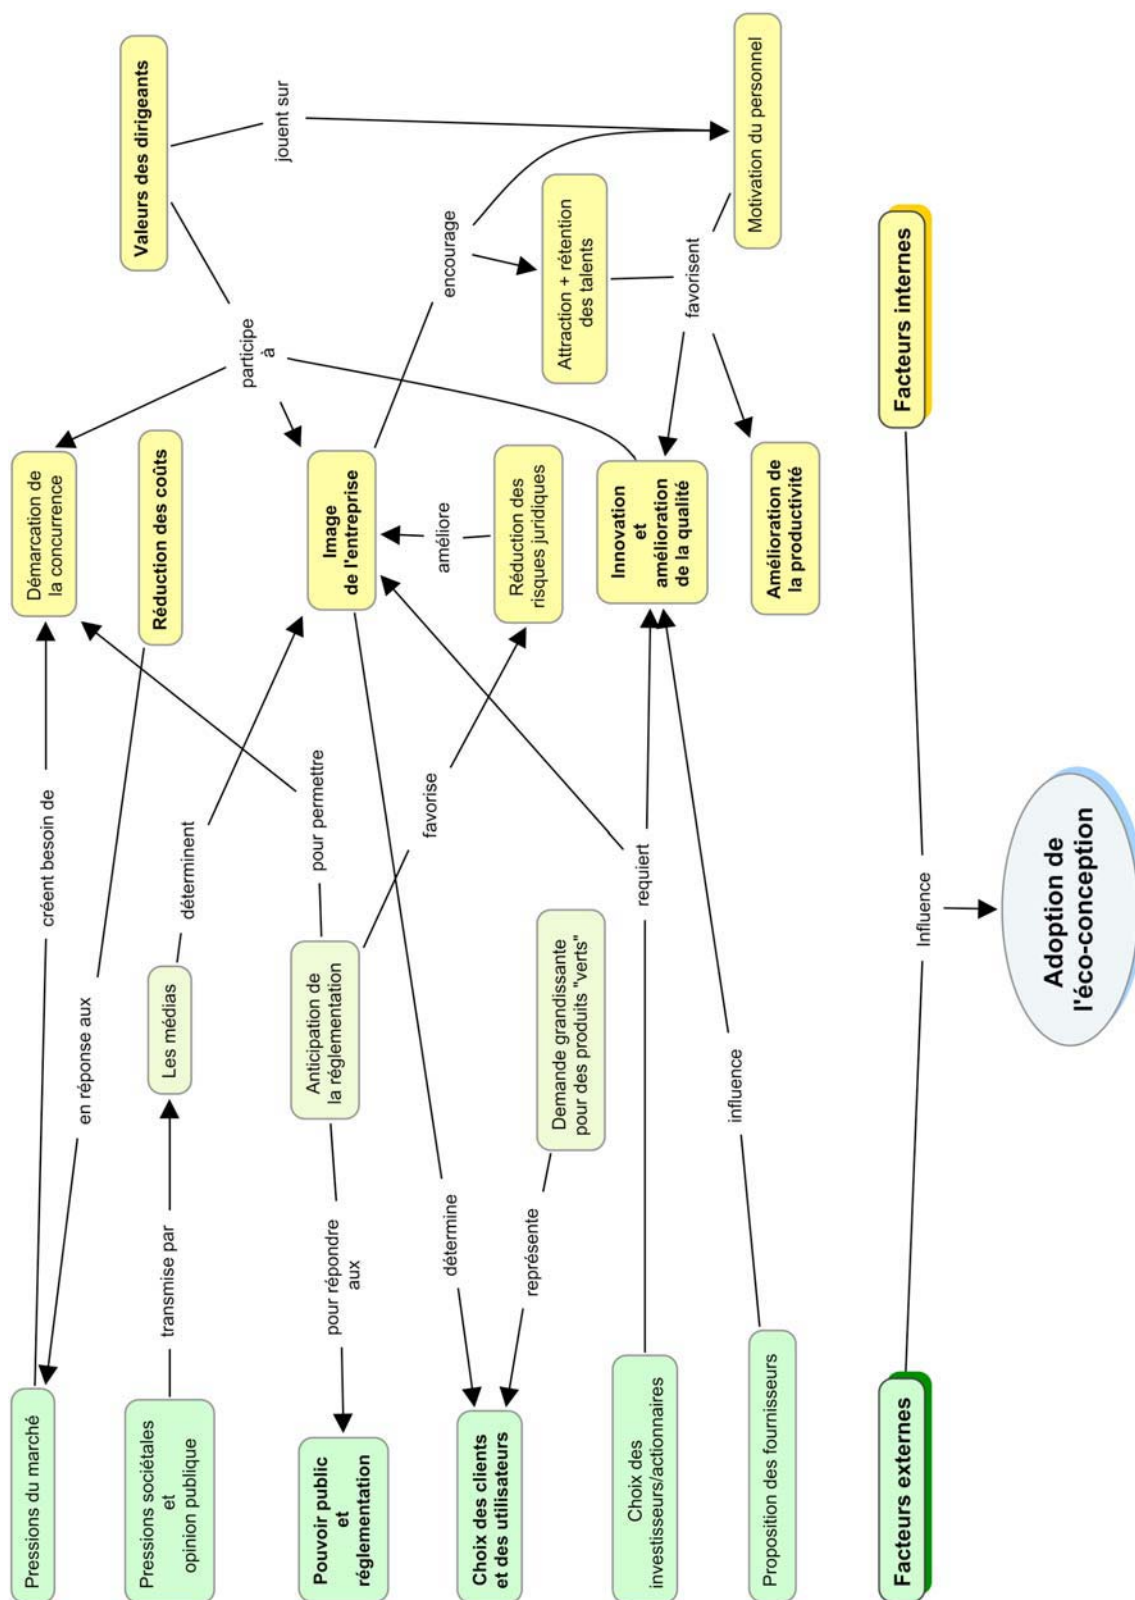 Pressions du marché
créent besoin de
Démarcation de
la concurrence
en réponse aux
Réduction des coûts
Valeurs des dirigeants
jouent sur
participe
à
Pressions sociétales
et
opinion publique
transmise par
Les médias
déterminent
Image
de l'entreprise
encourage
Pouvoir public
et
réglementation
pour répondre
aux
Anticipation de
la réglementation
pour permettre
favorise
améliore
Réduction des
risques juridiques
Attraction + rétention
des talents
Choix des clients
et des utilisateurs
détermine
représente
Demande grandissante
pour des produits "verts"
Choix des
investisseurs/actionnaires
requiert
Innovation
et
amélioration
de la qualité
favorisent
Motivation du personnel
Proposition des fournisseurs
influence
Amélioration de
la productivité
Facteurs externes
Influence
Facteurs internes
Adoption de
l'éco-conception